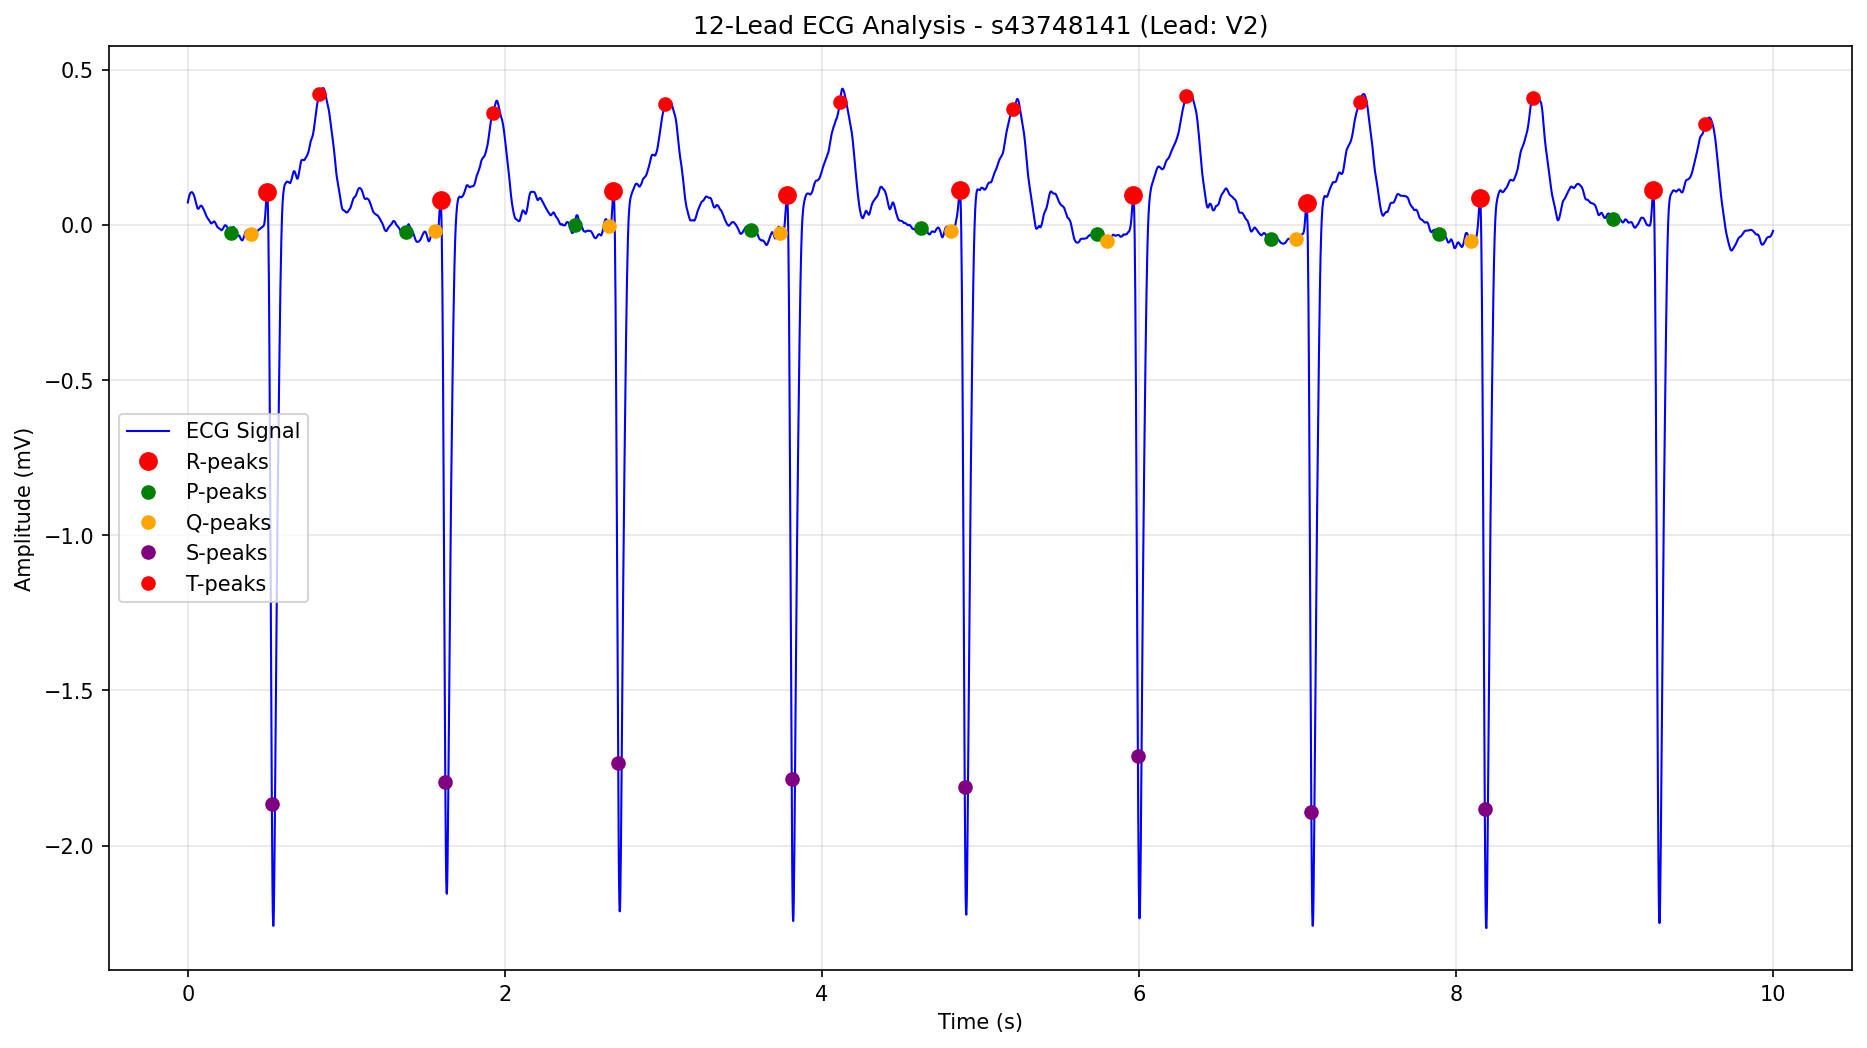 12-Lead ECG Analysis - s43748141 (Lead: V2)
0.5
0.0
−0.5
−1.0
−1.5
−2.0
Amplitude (mV)
ECG Signal
R-peaks
P-peaks
Q-peaks
S-peaks
T-peaks
0 2 4 6 8 10
Time (s)